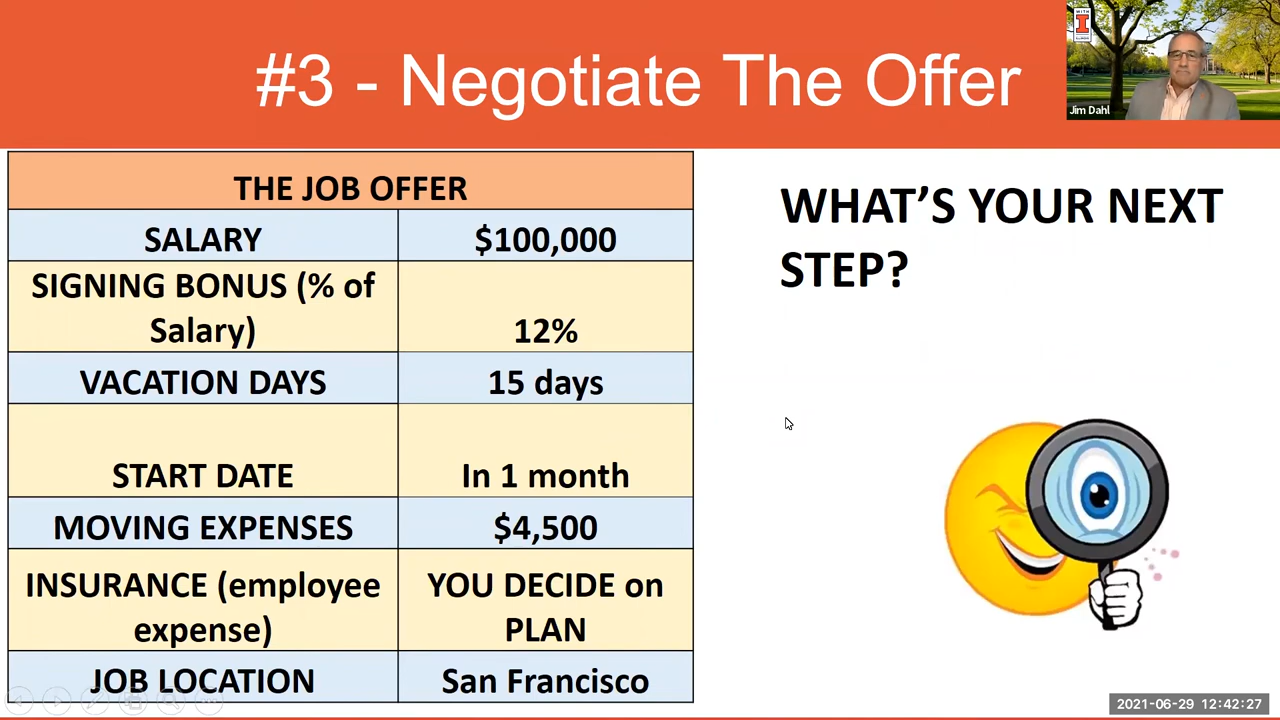 #3 - Negotiate The Offer
WITH
I
ILLINOIS
Jim Dahl
THE JOB OFFER
SALARY
$100,000
SIGNING BONUS (% of
Salary)
12%
VACATION DAYS
15 days
START DATE
In 1 month
MOVING EXPENSES
$4,500
INSURANCE (employee
expense)
YOU DECIDE on
PLAN
JOB LOCATION
San Francisco
WHAT’S YOUR NEXT
STEP?
2021-06-29 12:42:27